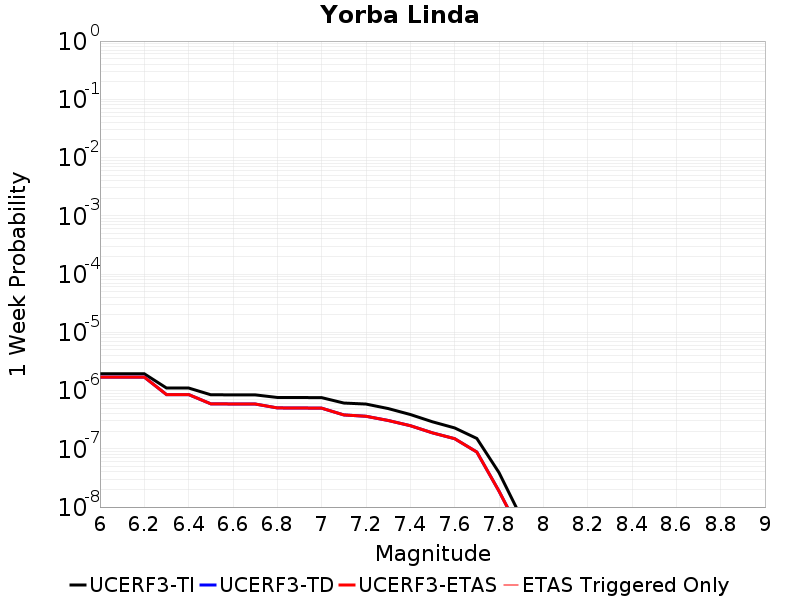 Yorba Linda
1 Week Probability
10^0
10^-1
10^-2
10^-3
10^-4
10^-5
10^-6
10^-7
10^-8
6 6.2 6.4 6.6 6.8 7 7.2 7.4 7.6 7.8 8 8.2 8.4 8.6 8.8 9
Magnitude
UCERF3-TI UCERF3-TD UCERF3-ETAS ETAS Triggered Only